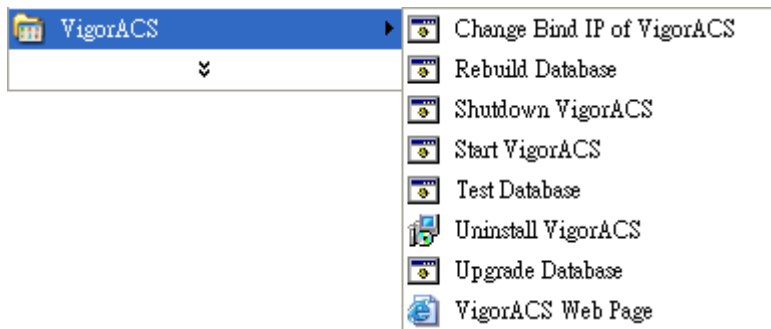 VigorACS
Change Bind IP of VigorACS
Rebuild Database
Shutdown VigorACS
Start VigorACS
Test Database
Uninstall VigorACS
Upgrade Database
VigorACS Web Page